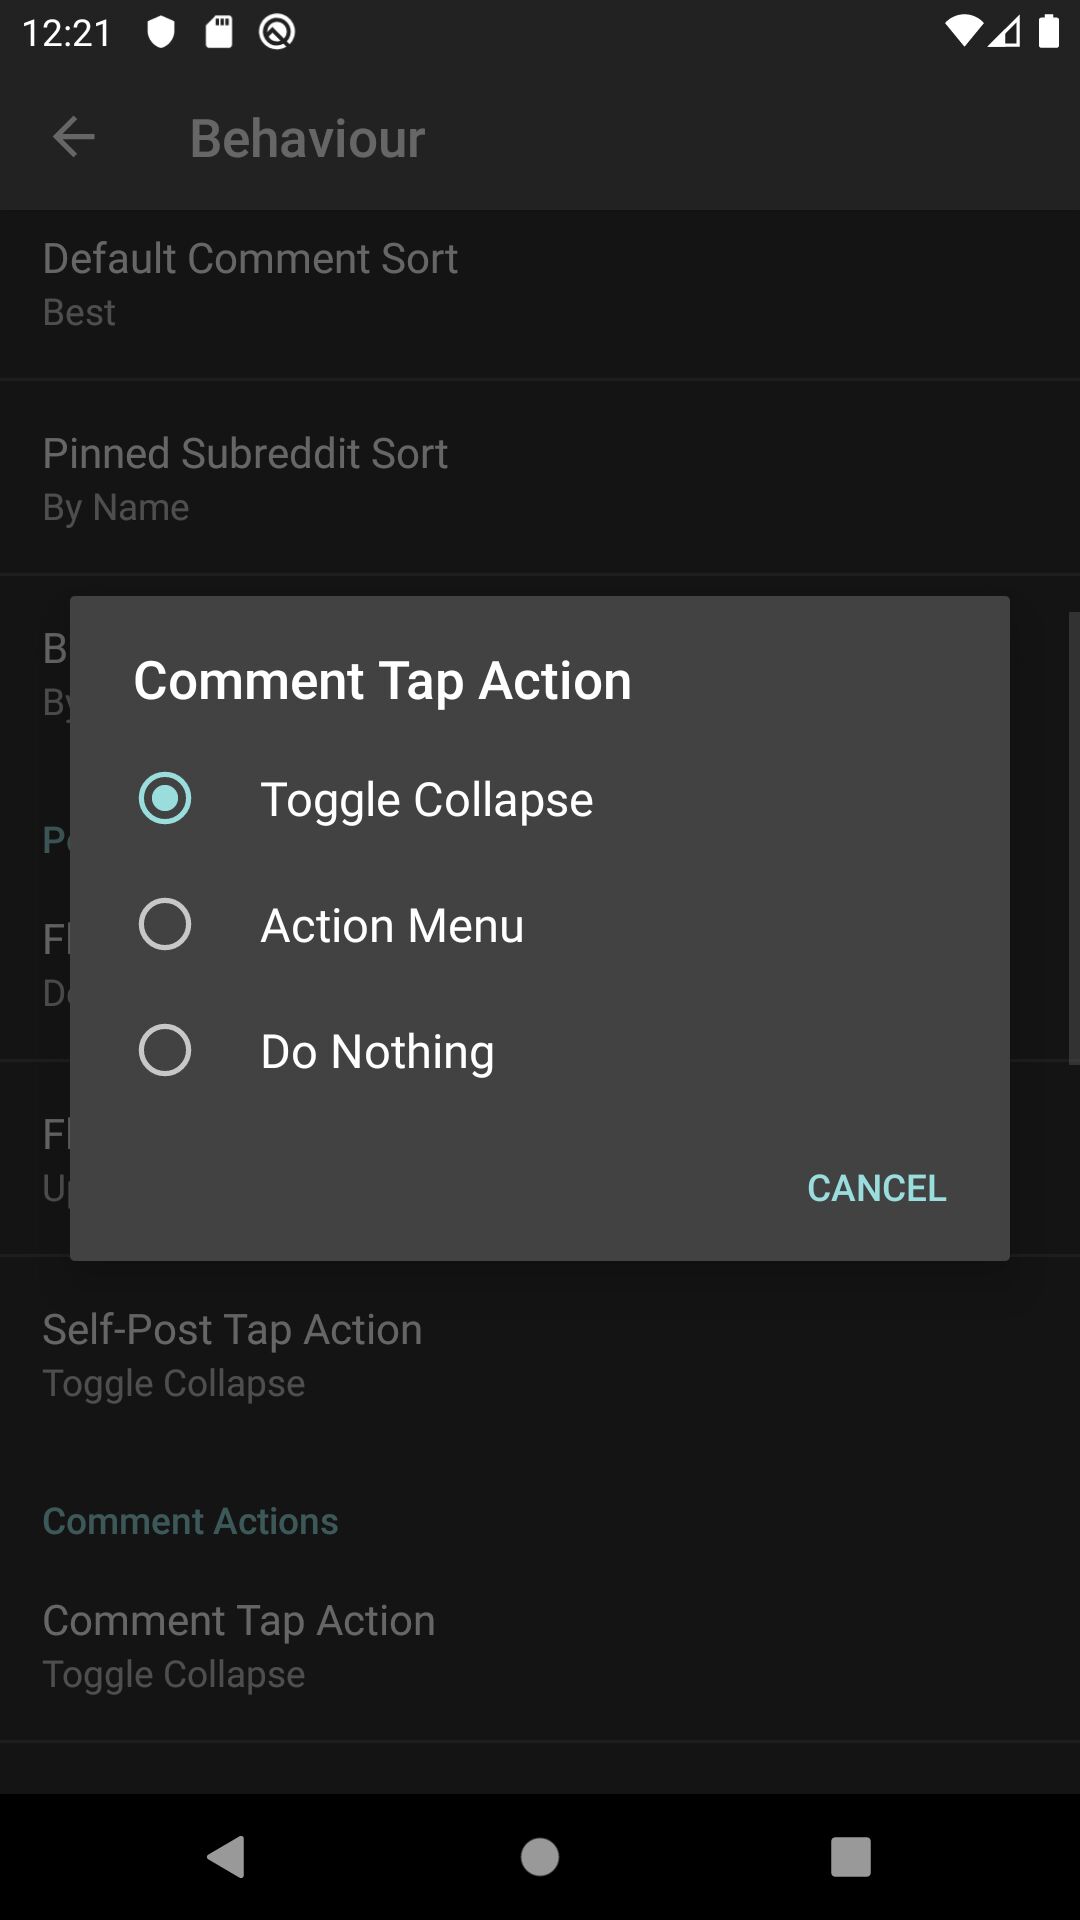 12:21
Behaviour
Default Comment Sort
Best
Pinned Subreddit Sort
By Name
Comment Tap Action
Toggle Collapse
Action Menu
Do Nothing
CANCEL
Self-Post Tap Action
Toggle Collapse
Comment Actions
Comment Tap Action
Toggle Collapse